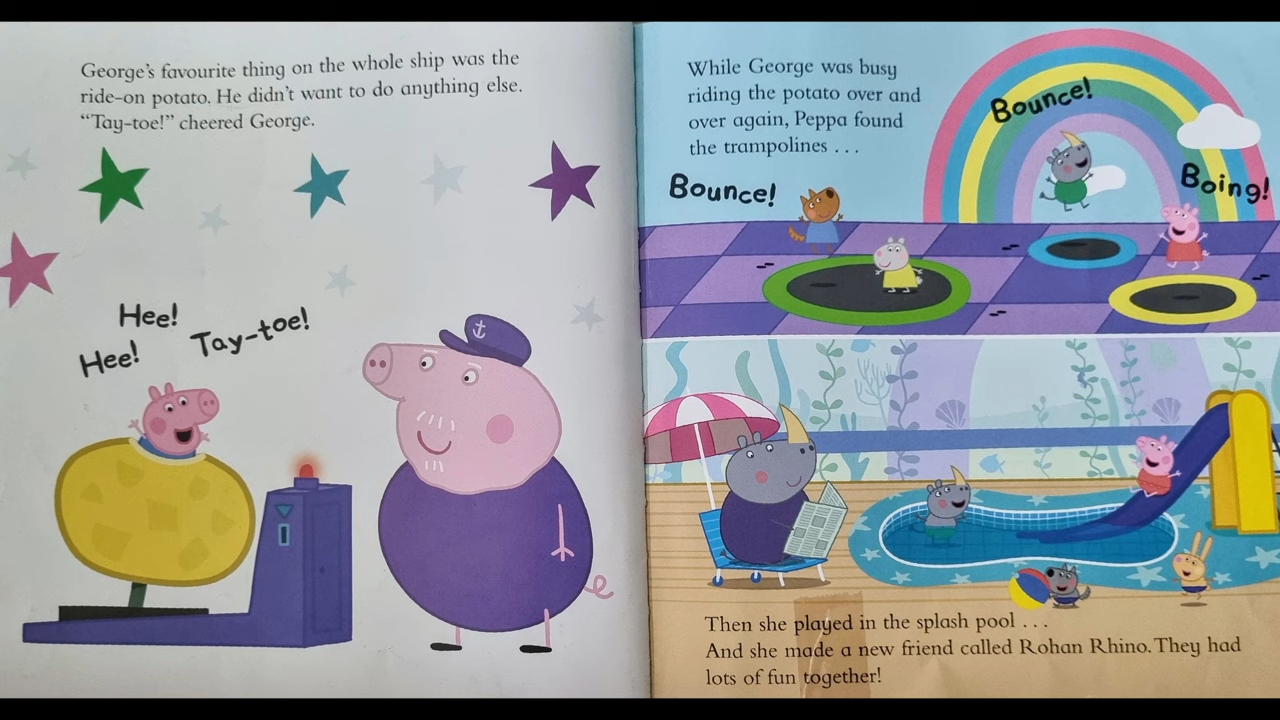 George's favourite thing on the whole ship was the
ride-on potato. He didn't want to do anything else.
“Tay-toe!” cheered George.
Hee!
Hee!
Tay-toe!
While George was busy
riding the potato over and
over again, Peppa found
the trampolines . . .
Bounce!
Bounce!
Boing!
Then she played in the splash pool . . .
And she made a new friend called Rohan Rhino. They had
lots of fun together!